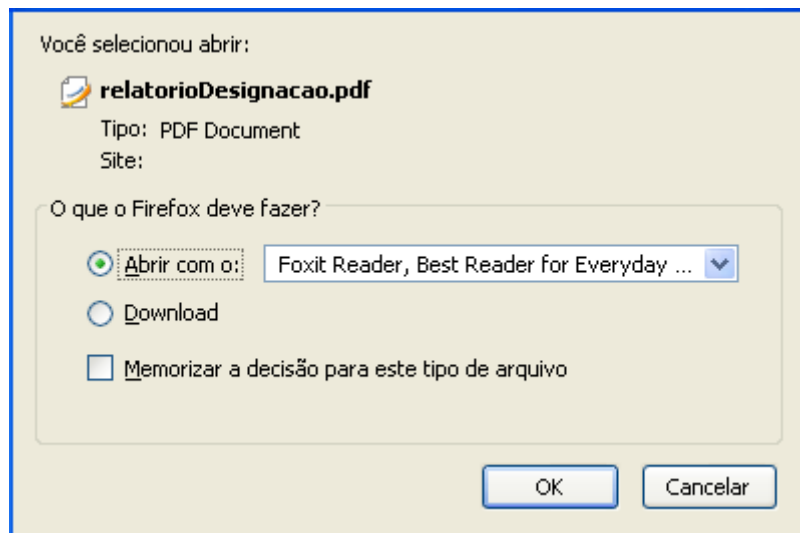 Você selecionou abrir:
relatorioDesignacao.pdf
Tipo: PDF Document
Site:
O que o Firefox deve fazer?
Abrir com o: Foxit Reader, Best Reader for Everyday ...
Download
Memorizar a decisão para este tipo de arquivo
OK Cancelar